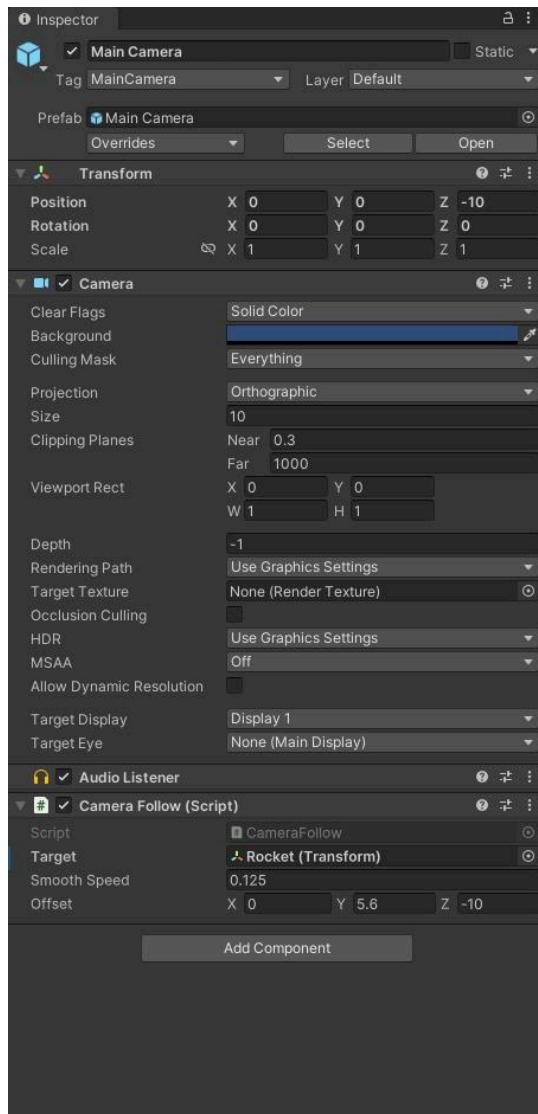 Inspector
Main Camera Static
Tag MainCamera Layer Default
Prefab Main Camera
Overrides Select Open
Transform
Position X 0 Y 0 Z -10
Rotation X 0 Y 0 Z 0
Scale X 1 Y 1 Z 1
Camera
Clear Flags Solid Color
Background
Culling Mask Everything
Projection Orthographic
Size 10
Clipping Planes Near 0.3
Far 1000
Viewport Rect X 0 Y 0
W 1 H 1
Depth -1
Rendering Path Use Graphics Settings
Target Texture None (Render Texture)
Occlusion Culling
HDR Use Graphics Settings
MSAA Off
Allow Dynamic Resolution
Target Display Display 1
Target Eye None (Main Display)
Audio Listener
# Camera Follow (Script)
Script CameraFollow
Target Rocket (Transform)
Smooth Speed 0.125
Offset X 0 Y 5.6 Z -10
Add Component